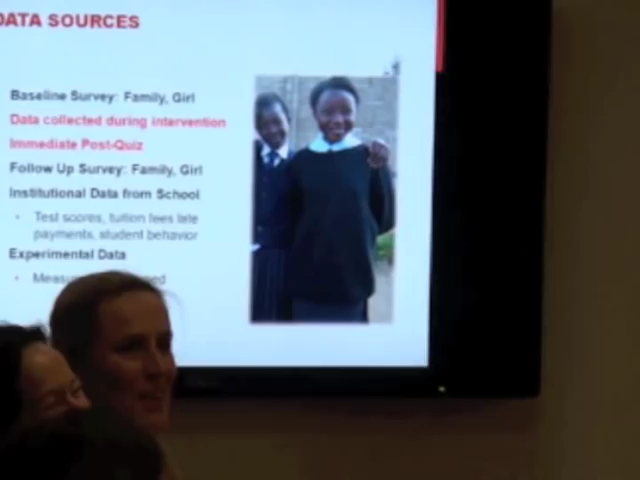 DATA SOURCES
Baseline Survey: Family, Girl
Data collected during intervention
Immediate Post-Quiz
Follow Up Survey: Family, Girl
Institutional Data from School
• Test scores, tuition fees late
payments, student behavior
Experimental Data
•